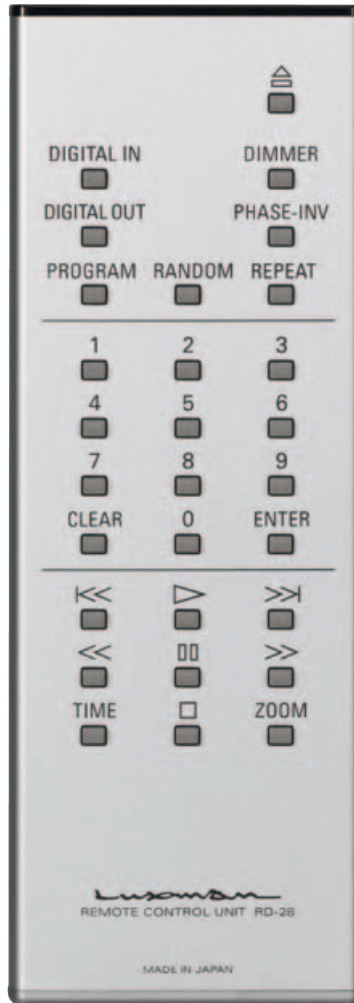 DIGITAL IN DIMMER
DIGITAL OUT PHASE-INV
PROGRAM RANDOM REPEAT
1 2 3
4 5 6
7 8 9
CLEAR 0 ENTER
TIME ZOOM
Luxman
REMOTE CONTROL UNIT RD-28
MADE IN JAPAN